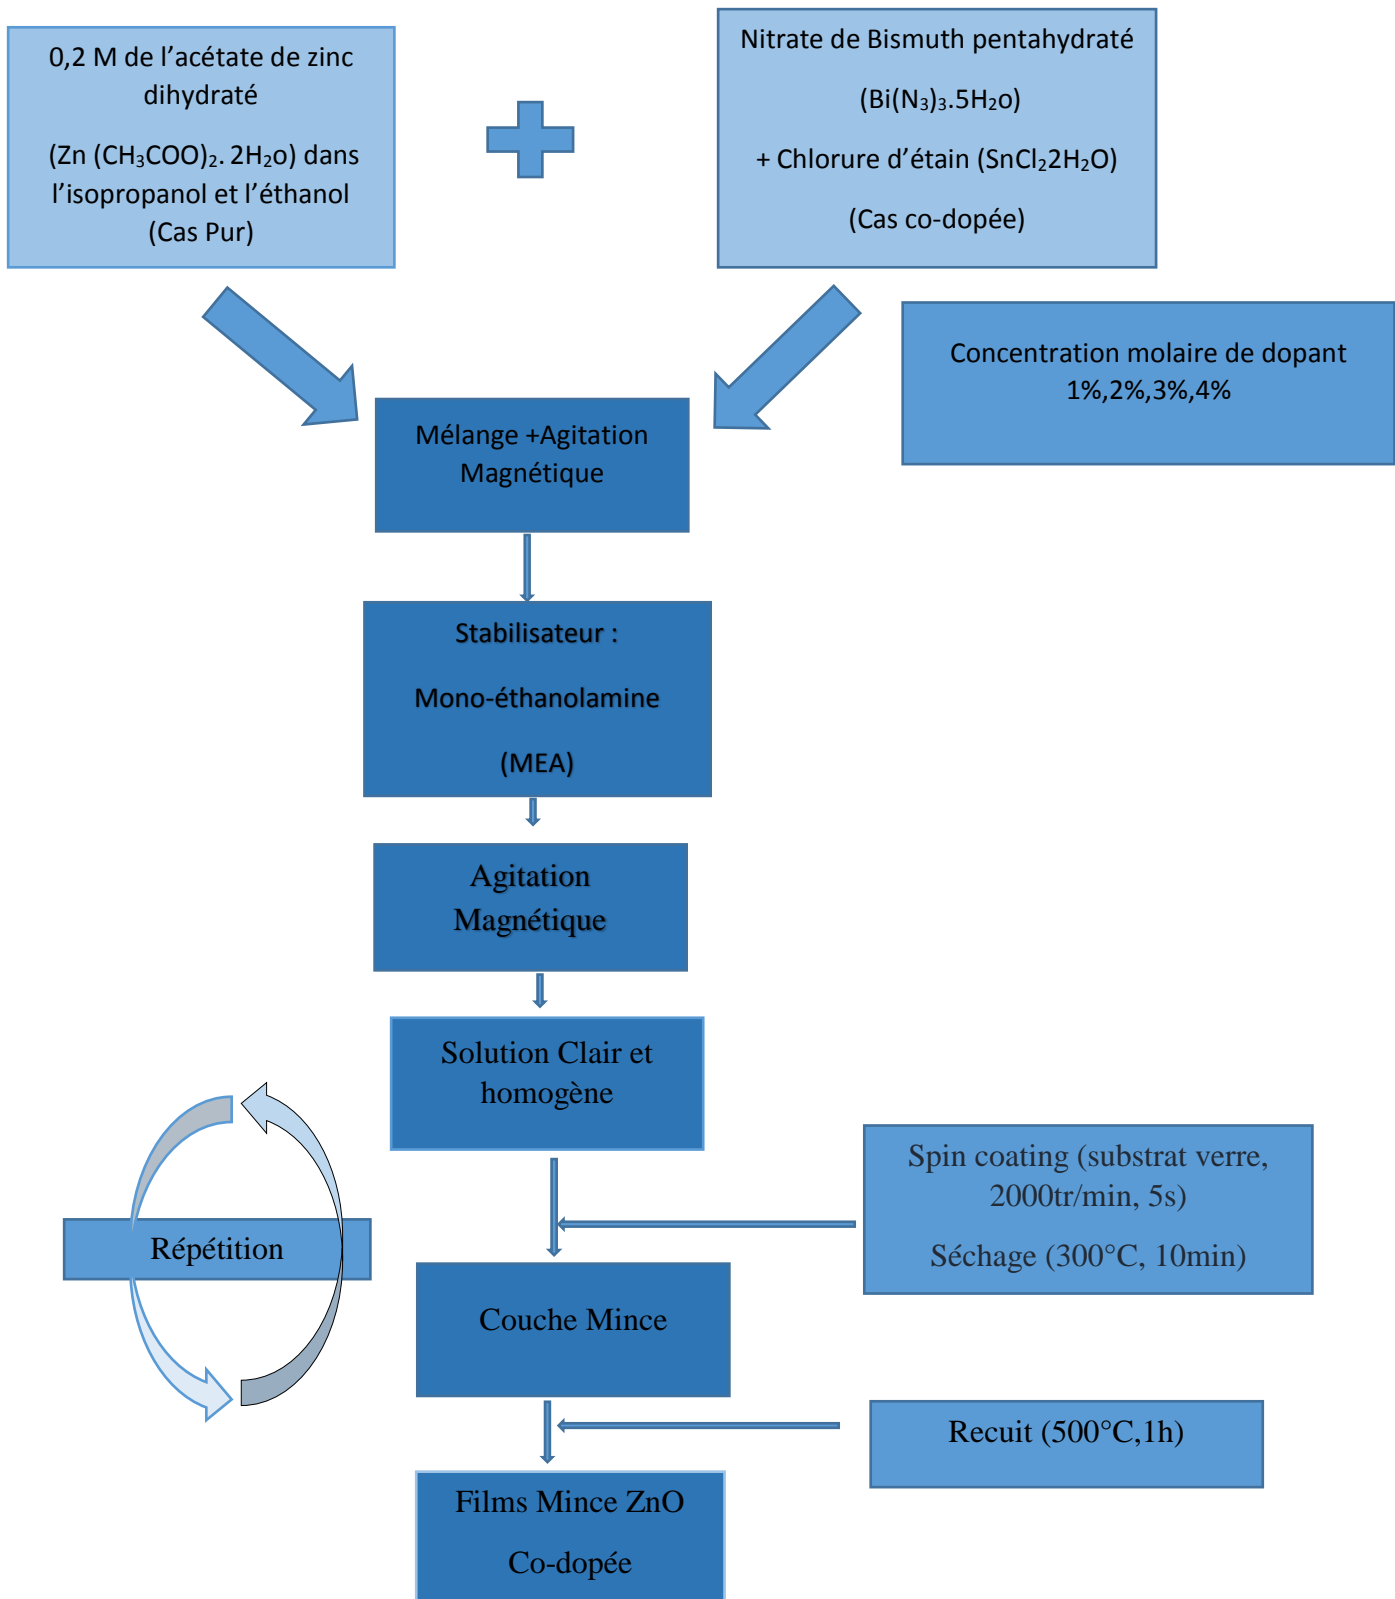 0,2 M de l’acétate de zinc
dihydraté
(Zn (CH₃COO)₂. 2H₂o) dans
l’isopropanol et l’éthanol
(Cas Pur)
Nitrate de Bismuth pentahydraté
(Bi(N₃)₃.5H₂o)
+ Chlorure d’étain (SnCl₂2H₂O)
(Cas co-dopée)
Concentration molaire de dopant
1%,2%,3%,4%
Mélange +Agitation
Magnétique
Stabilisateur :
Mono-éthanolamine
(MEA)
Agitation
Magnétique
Solution Clair et
homogène
Spin coating (substrat verre,
2000tr/min, 5s)
Séchage (300°C, 10min)
Répétition
Couche Mince
Recuit (500°C,1h)
Films Mince ZnO
Co-dopée